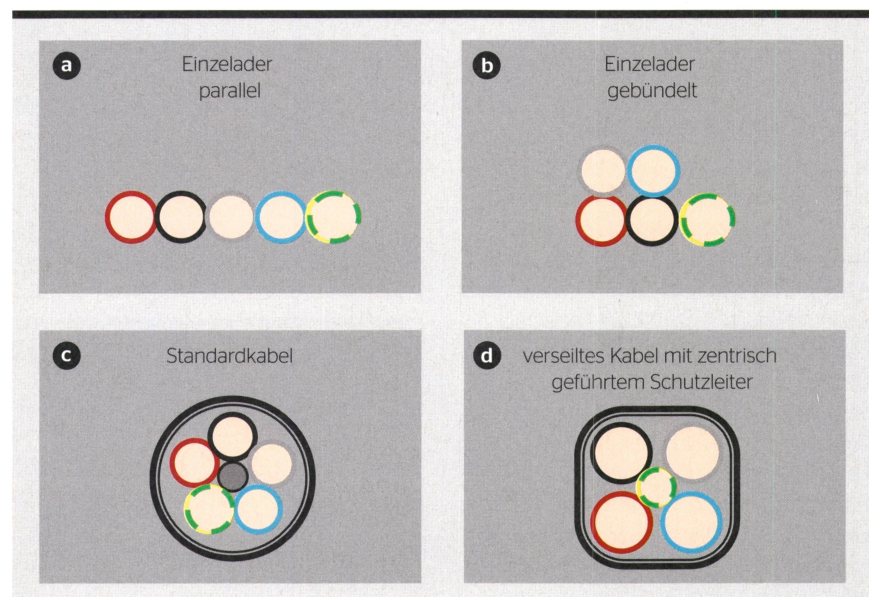 a
Einzelader
parallel
b
Einzelader
gebündelt
c
Standardkabel
d
verseiltes Kabel mit zentrisch
geführtem Schutzleiter